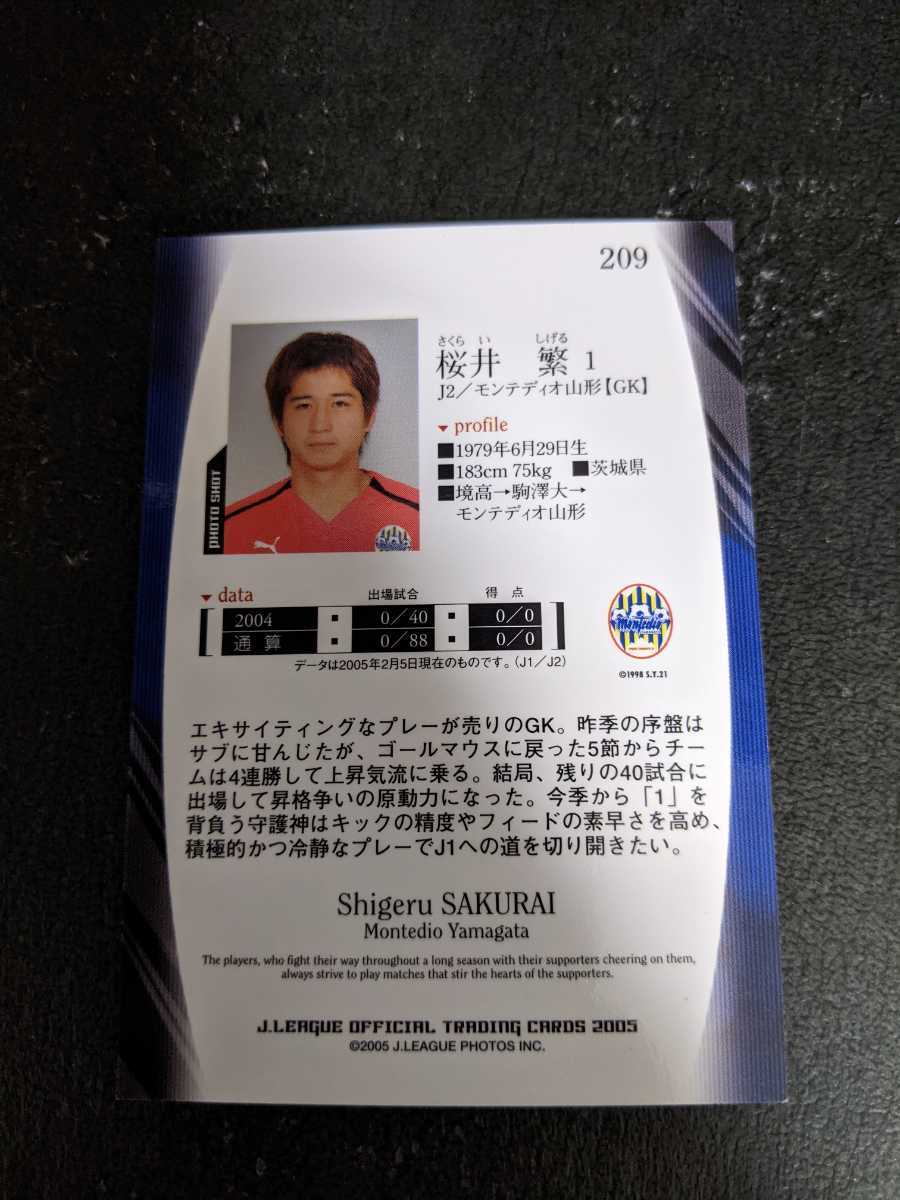 209
さくら い しげる
桜井 繁 1
J2／モンテディオ山形【GK】
profile
■1979年6月29日生
■183cm 75kg ■茨城県
■境高→駒澤大→
モンテディオ山形
PHOTO SHOT
data 出場試合 得点
2004 ： 0／40 ： 0／0
通算 ： 0／88 ： 0／0
データは2005年2月5日現在のものです。（J1／J2）
Montedio
©1998 S.Y.21
エキサイティングなプレーが売りのGK。昨季の序盤は
サブに甘んじたが、ゴールマウスに戻った5節からチー
ムは4連勝して上昇気流に乗る。結局、残りの40試合に
出場して昇格争いの原動力になった。今季から「1」を
背負う守護神はキックの精度やフィードの素早さを高め、
積極的かつ冷静なプレーでJ1への道を切り開きたい。
Shigeru SAKURAI
Montedio Yamagata
The players, who fight their way throughout a long season with their supporters cheering on them,
always strive to play matches that stir the hearts of the supporters.
J.LEAGUE OFFICIAL TRADING CARDS 2005
©2005 J.LEAGUE PHOTOS INC.